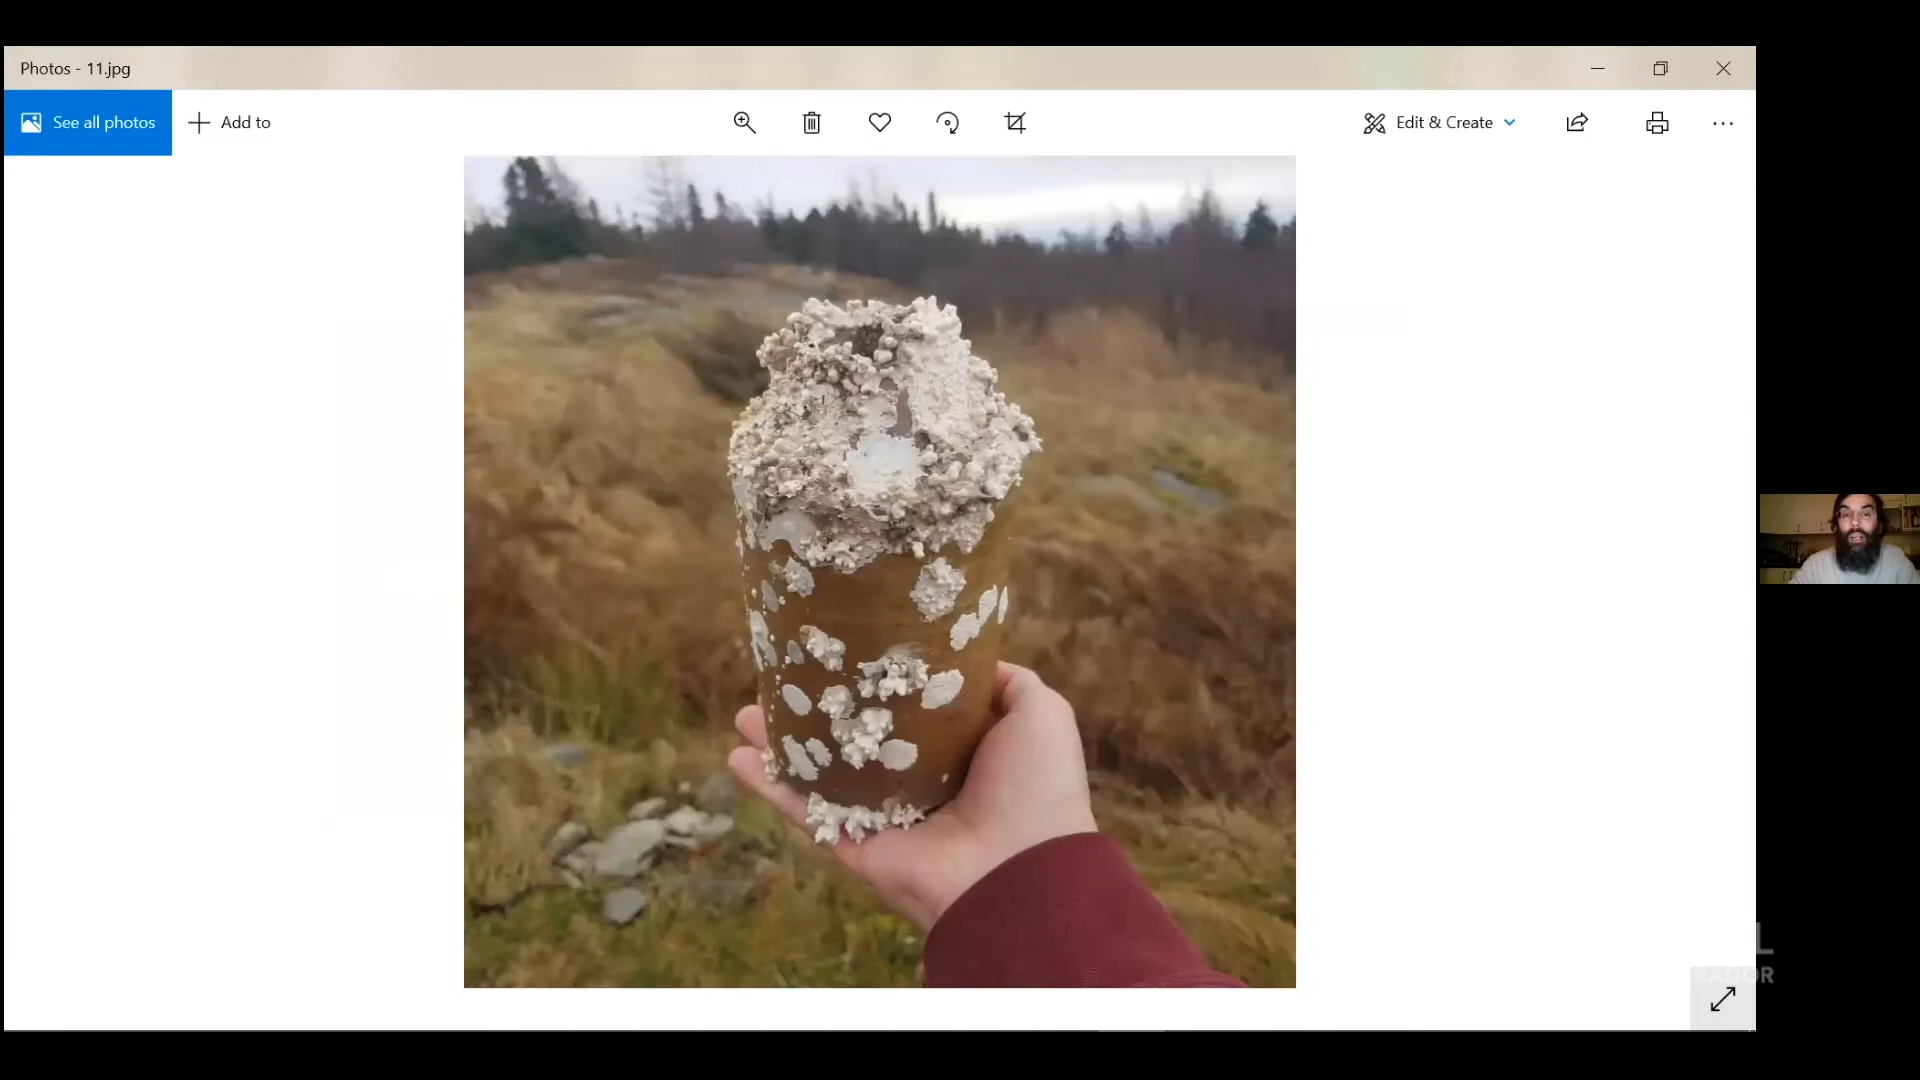 Photos - 11.jpg
See all photos
Add to
Edit & Create
L